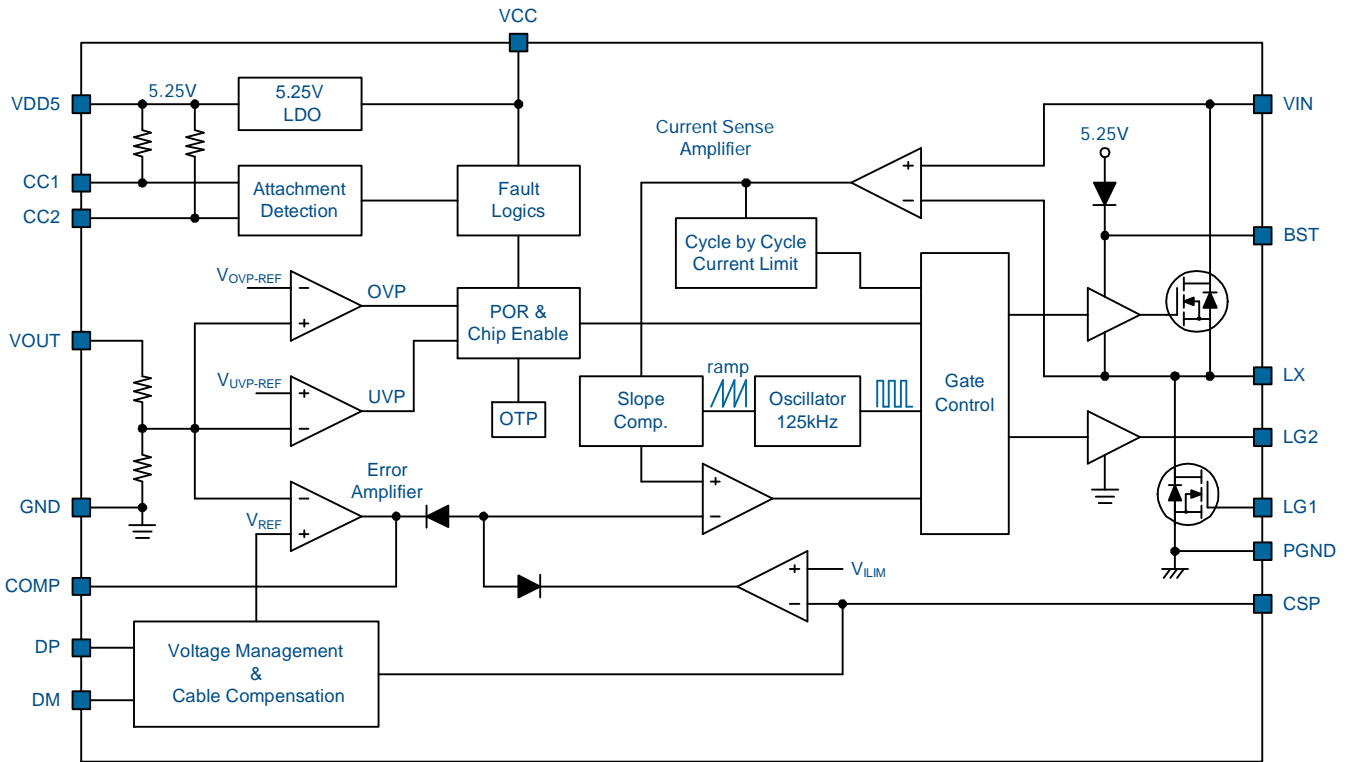 VCC
VDD5
5.25V
5.25V
LDO
CC1
CC2
Attachment
Detection
Fault
Logics
Current Sense
Amplifier
+
−
5.25V
VIN
BST
Cycle by Cycle
Current Limit
VOVP-REF
−
+
OVP
VOUT
POR &
Chip Enable
VUVP-REF
+
−
UVP
OTP
Slope
Comp.
ramp
Oscillator
125kHz
Gate
Control
LX
LG2
LG1
PGND
GND
Error
Amplifier
−
VREF
+
+
−
COMP
+
−
VILIM
CSP
DP
DM
Voltage Management
&
Cable Compensation